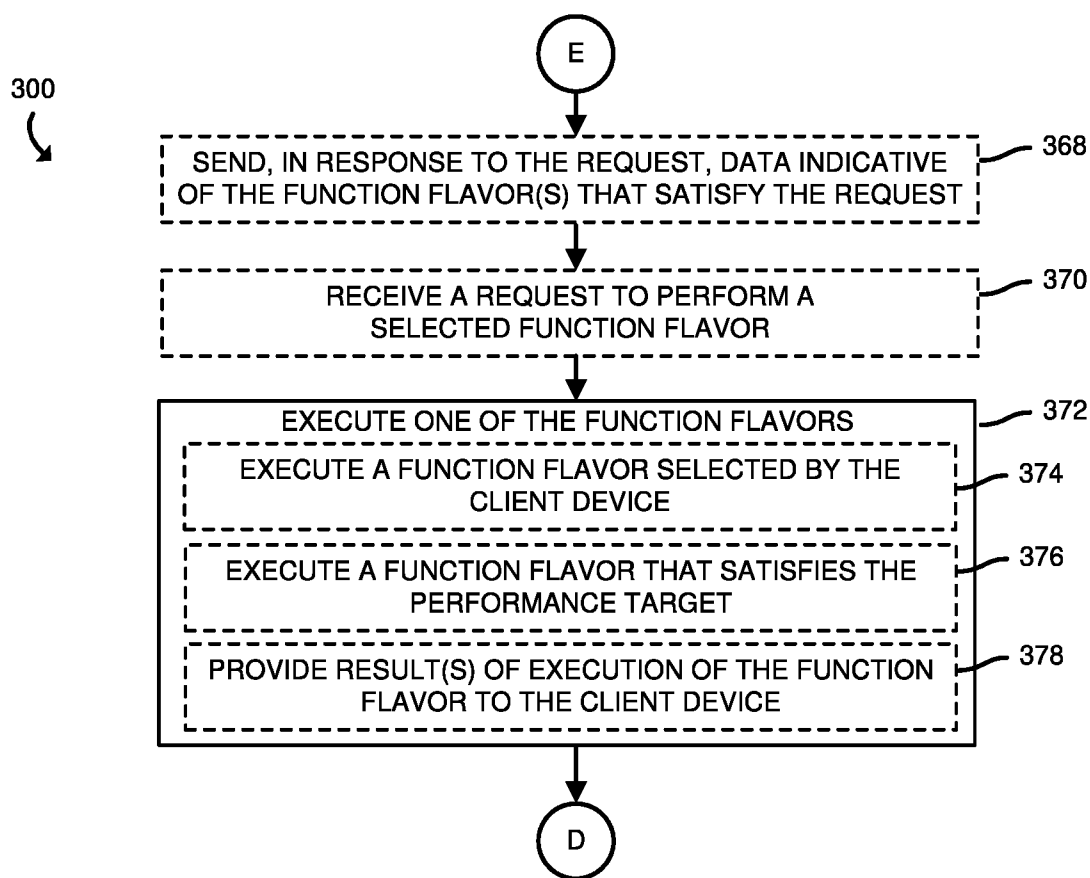 E
300
SEND, IN RESPONSE TO THE REQUEST, DATA INDICATIVE
OF THE FUNCTION FLAVOR(S) THAT SATISFY THE REQUEST
368
RECEIVE A REQUEST TO PERFORM A
SELECTED FUNCTION FLAVOR
370
EXECUTE ONE OF THE FUNCTION FLAVORS
372
EXECUTE A FUNCTION FLAVOR SELECTED BY THE
CLIENT DEVICE
374
EXECUTE A FUNCTION FLAVOR THAT SATISFIES THE
PERFORMANCE TARGET
376
PROVIDE RESULT(S) OF EXECUTION OF THE FUNCTION
FLAVOR TO THE CLIENT DEVICE
378
D